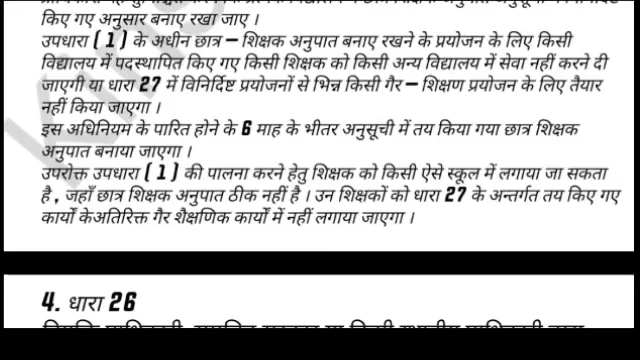 किए गए अनुसार बनाए रखा जाए ।
उपधारा ( 1 ) के अधीन छात्र – शिक्षक अनुपात बनाए रखने के प्रयोजन के लिए किसी
विद्यालय में पदस्थापित किए गए किसी शिक्षक को किसी अन्य विद्यालय में सेवा नहीं करने दी
जाएगी या धारा 27 में विनिर्दिष्ट प्रयोजनों से भिन्न किसी गैर – शिक्षण प्रयोजन के लिए तैयार
नहीं किया जाएगा ।
इस अधिनियम के पारित होने के 6 माह के भीतर अनुसूची में तय किया गया छात्र शिक्षक
अनुपात बनाया जाएगा ।
उपरोक्त उपधारा ( 1 ) की पालना करने हेतु शिक्षक को किसी ऐसे स्कूल में लगाया जा सकता
है , जहाँ छात्र शिक्षक अनुपात ठीक नहीं है । उन शिक्षकों को धारा 27 के अन्तर्गत तय किए गए
कार्यों केअतिरिक्त गैर शैक्षणिक कार्यों में नहीं लगाया जाएगा ।
4. धारा 26